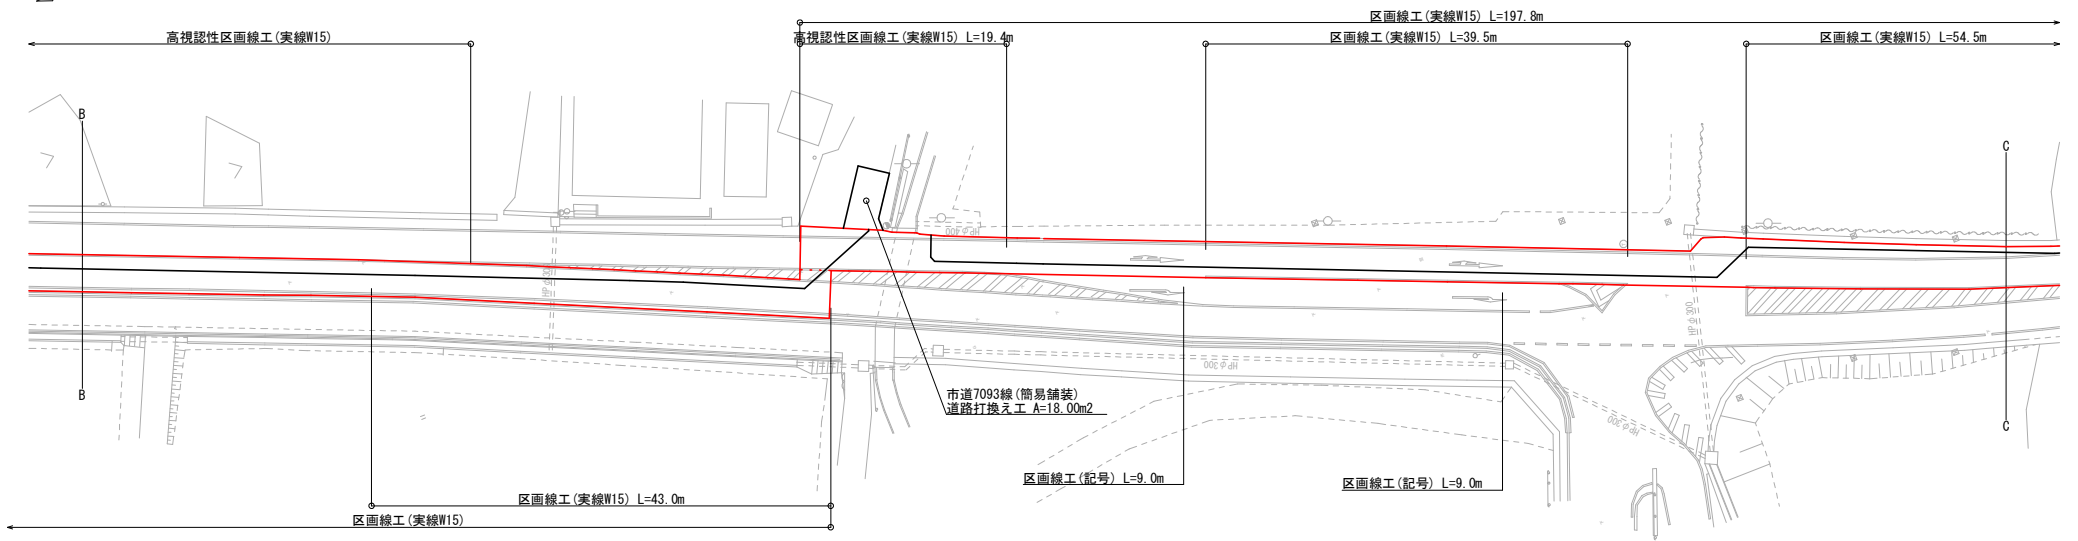 区画線工(実線W15) L=197.8m
高視認性区画線工(実線W15)
高視認性区画線工(実線W15) L=19.4m
区画線工(実線W15) L=39.5m
区画線工(実線W15) L=54.5m
B
C
HPφ400
HPφ300
HPφ300
HPφ300
B
市道7093線(簡易舗装)
道路打換え工 A=18.00m2
HPφ300
C
区画線工(記号) L=9.0m
区画線工(記号) L=9.0m
区画線工(実線W15) L=43.0m
区画線工(実線W15)